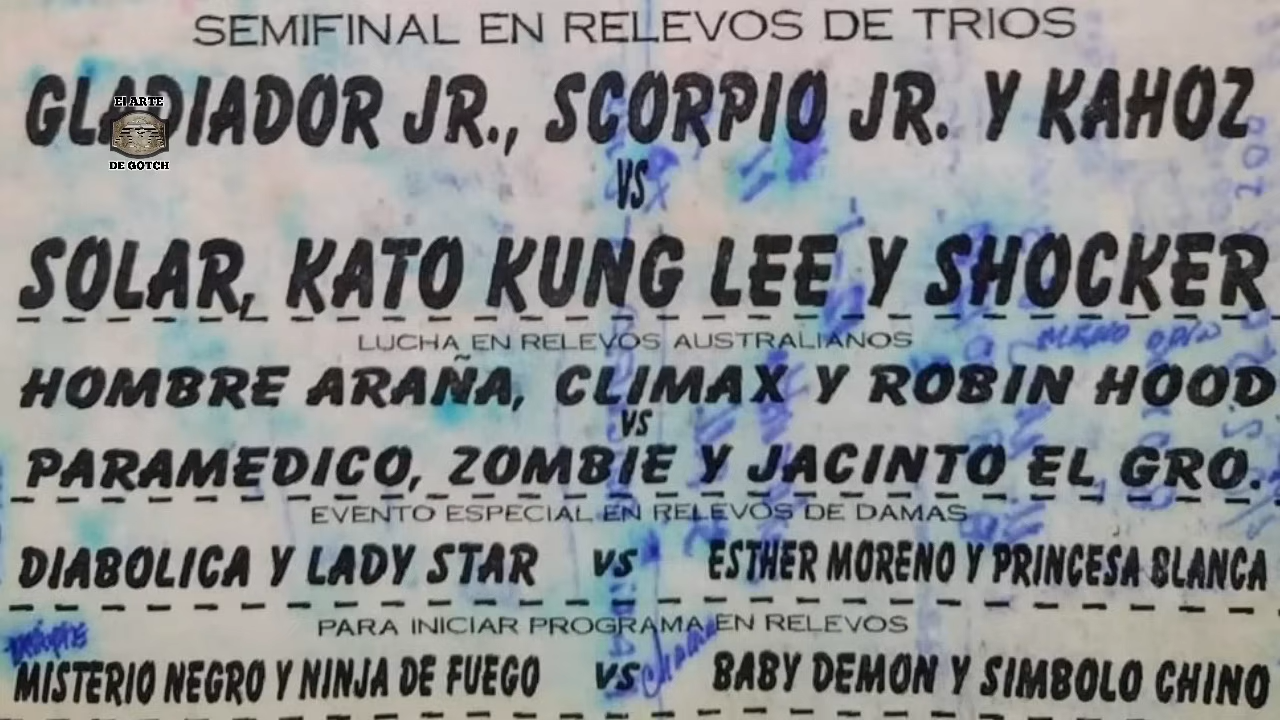 SEMIFINAL EN RELEVOS DE TRIOS
GLADIADOR JR., SCORPIO JR. Y KAHOZ
El ARTE
DE GOTCH
VS
SOLAR, KATO KUNG LEE Y SHOCKER
LUCHA EN RELEVOS AUSTRALIANOS
HOMBRE ARAÑA, CLIMAX Y ROBIN HOOD
VS
PARAMEDICO, ZOMBIE Y JACINTO EL GRO.
EVENTO ESPECIAL EN RELEVOS DE DAMAS
DIABOLICA Y LADY STAR VS ESTHER MORENO Y PRINCESA BLANCA
PARA INICIAR PROGRAMA EN RELEVOS
MISTERIO NEGRO Y NINJA DE FUEGO VS BABY DEMON Y SIMBOLO CHINO